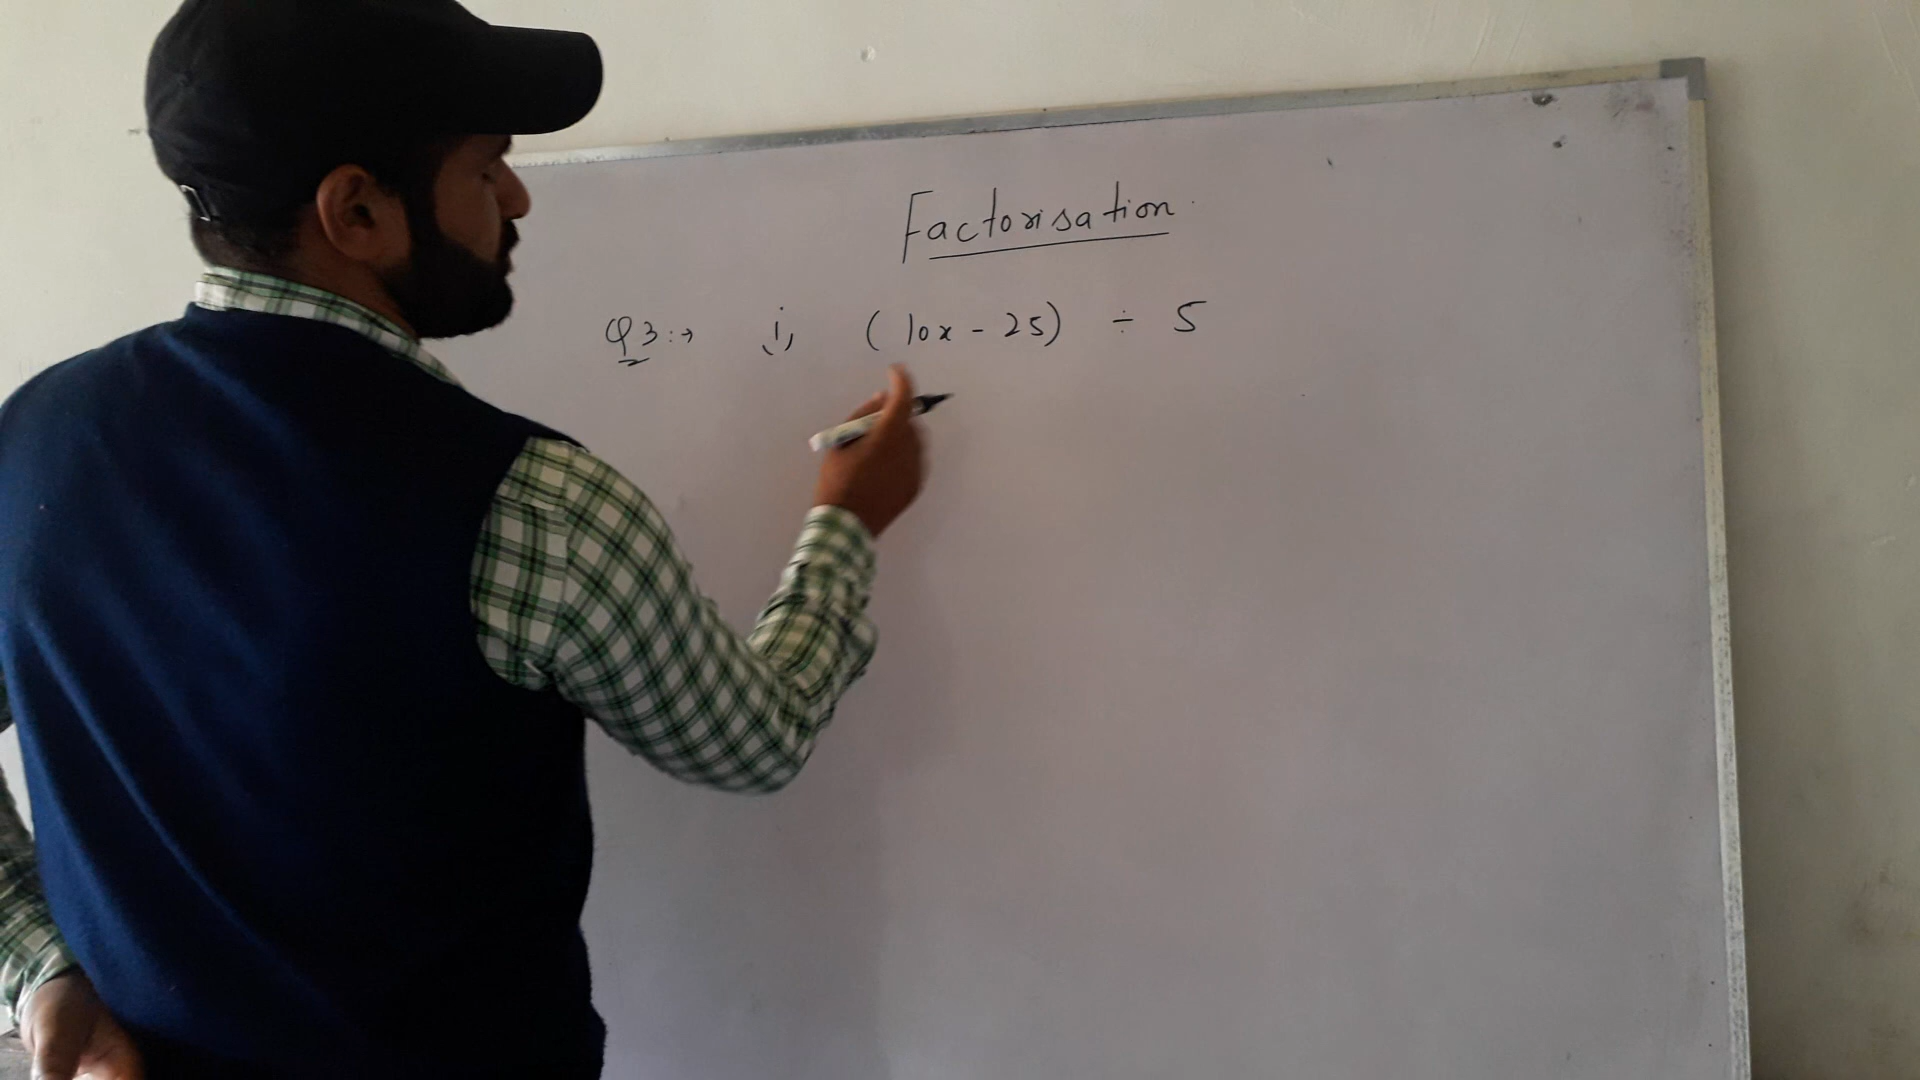 Factorisation
Q3:→ i, (10x - 25) ÷ 5